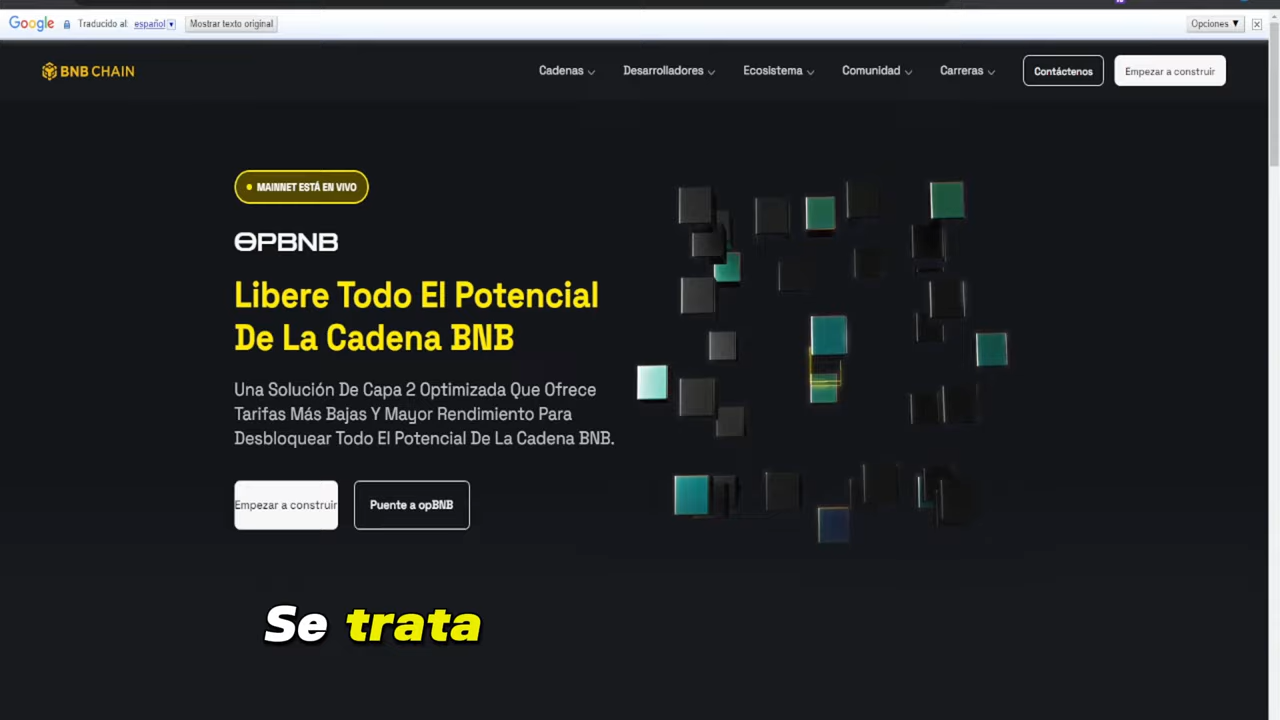 Google Traducido al: español Mostrar texto original Opciones ▼
BNB CHAIN Cadenas Desarrolladores Ecosistema Comunidad Carreras Contáctenos Empezar a construir
MAINNET ESTÁ EN VIVO
OPBNB
Libere Todo El Potencial
De La Cadena BNB
Una Solución De Capa 2 Optimizada Que Ofrece
Tarifas Más Bajas Y Mayor Rendimiento Para
Desbloquear Todo El Potencial De La Cadena BNB.
Empezar a construir Puente a opBNB
Se trata